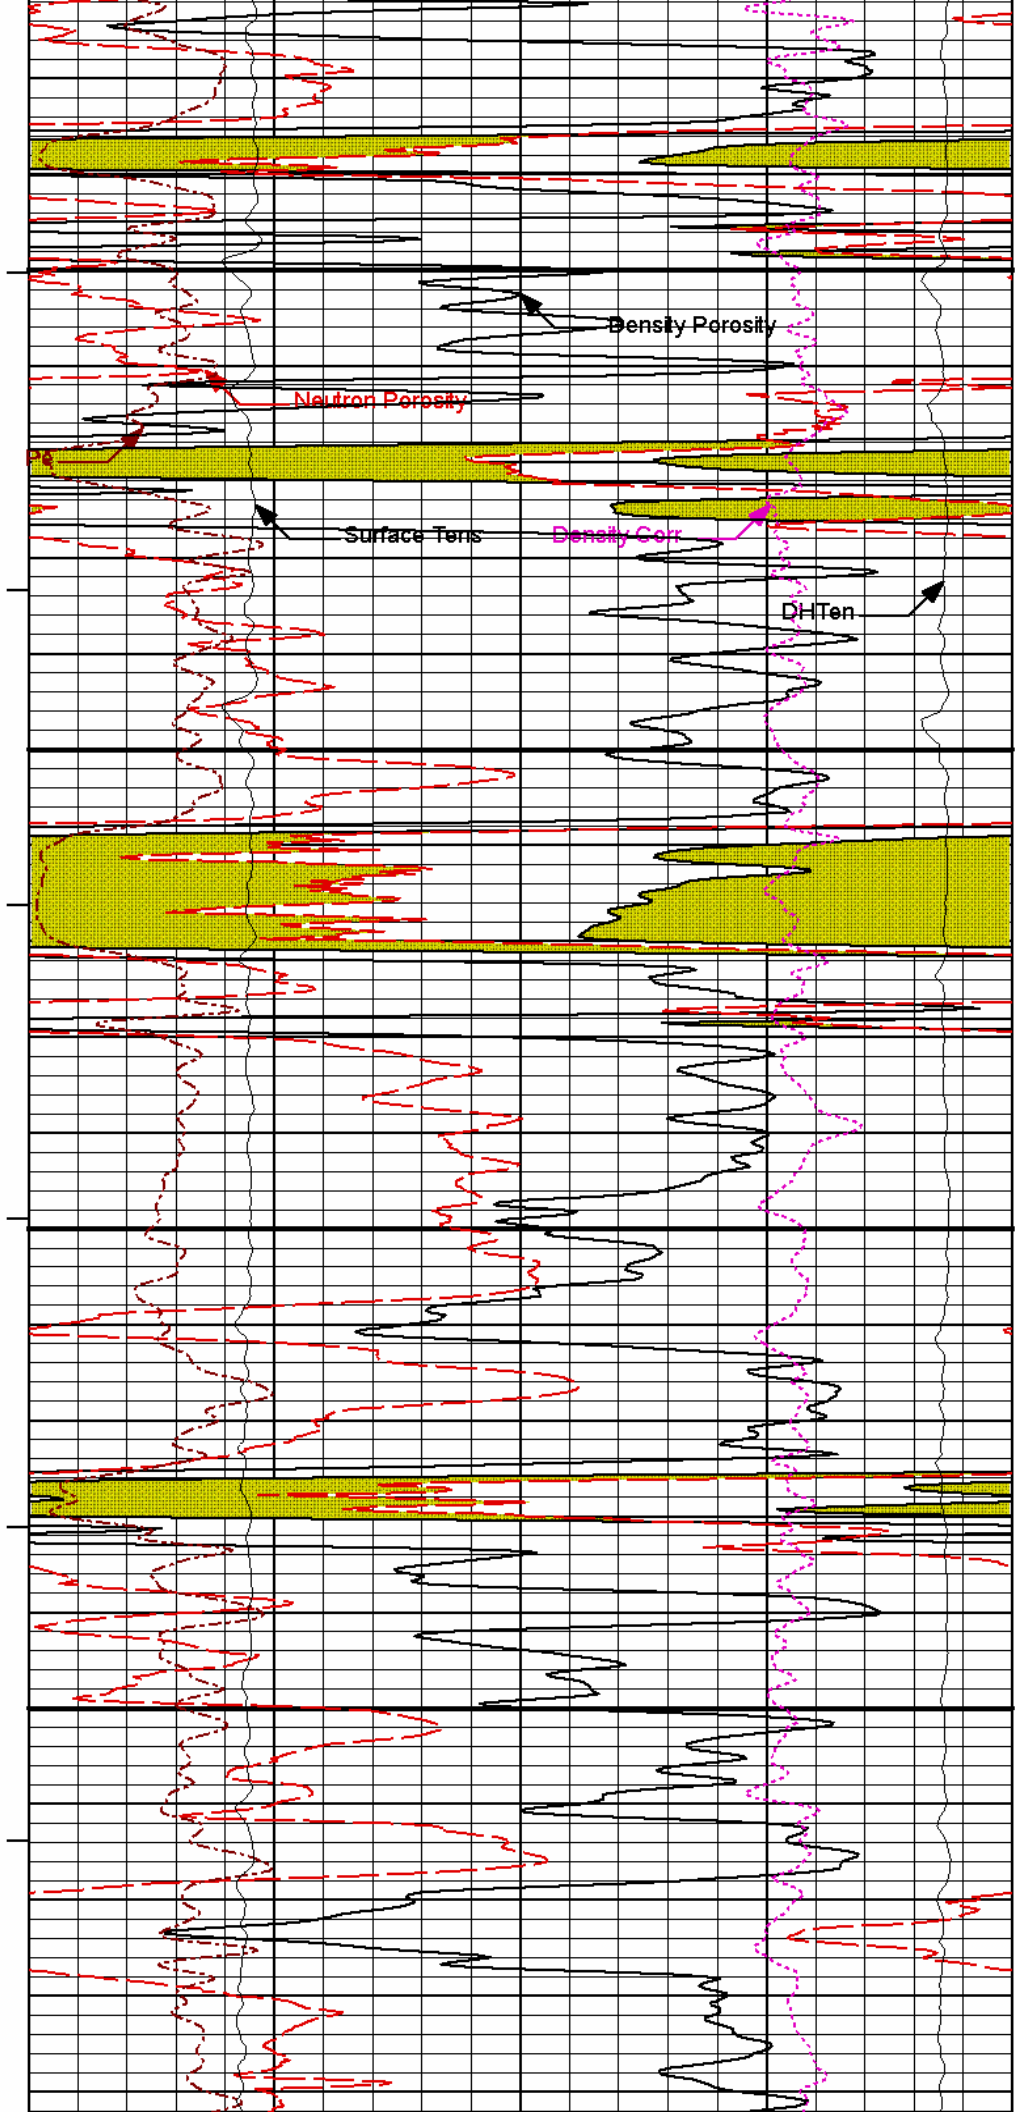 Density Porosity
Neutron Porosity
Pe
Surface Tens
Density Corr
DHTen